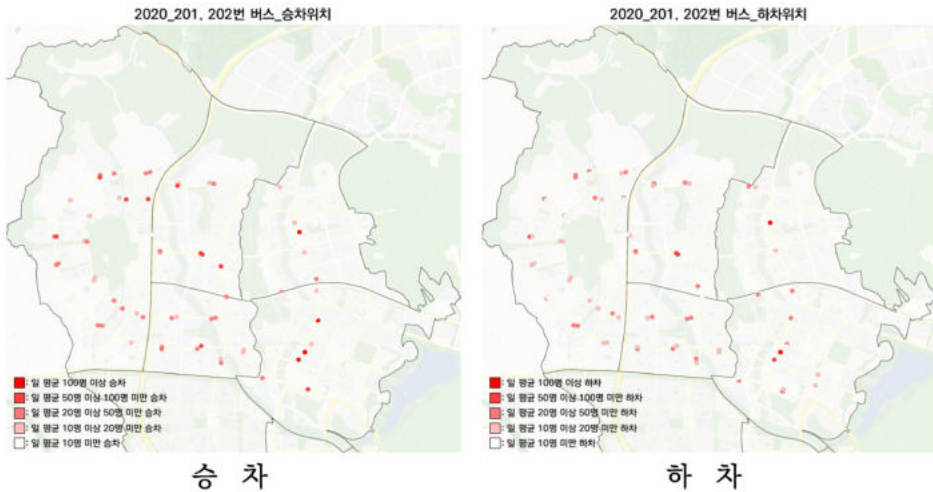 2020_201, 202번 버스_승차위치
: 일 평균 100명 이상 승차
: 일 평균 50명 이상 100명 미만 승차
: 일 평균 20명 이상 50명 미만 승차
: 일 평균 10명 이상 20명 미만 승차
: 일 평균 10명 미만 승차
승 차
2020_201, 202번 버스_하차위치
: 일 평균 100명 이상 하차
: 일 평균 50명 이상 100명 미만 하차
: 일 평균 20명 이상 50명 미만 하차
: 일 평균 10명 이상 20명 미만 하차
: 일 평균 10명 미만 하차
하 차